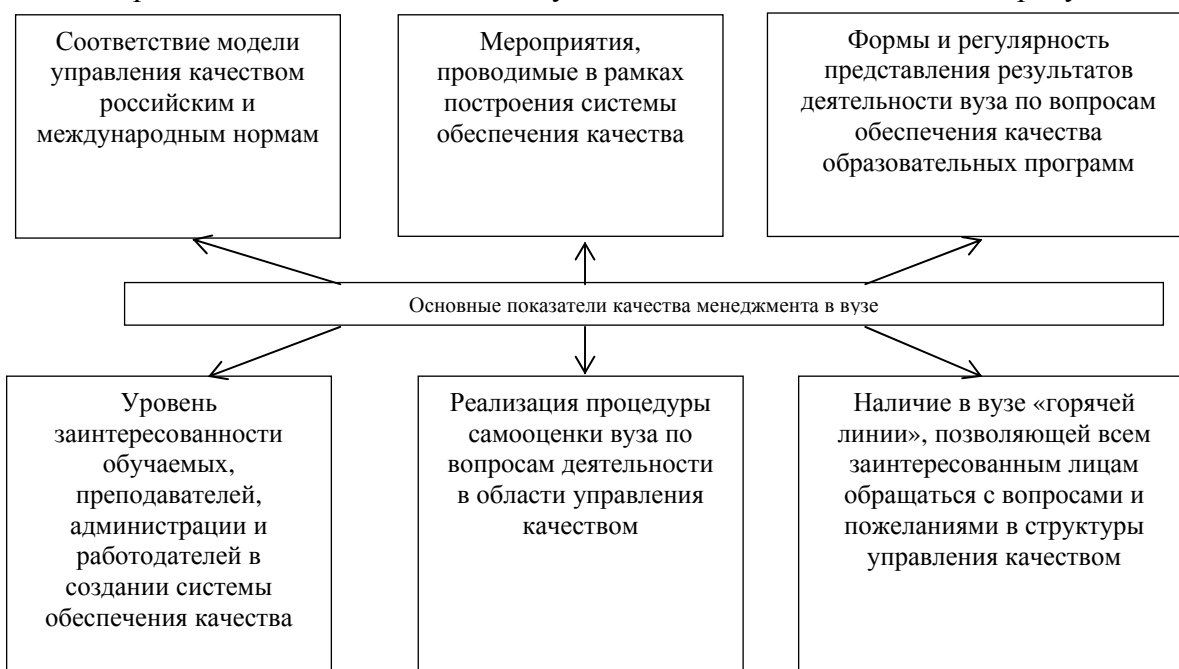 Соответствие модели
управления качеством
российским и
международным нормам
Мероприятия,
проводимые в рамках
построения системы
обеспечения качества
Формы и регулярность
представления результатов
деятельности вуза по вопросам
обеспечения качества
образовательных программ
Основные показатели качества менеджмента в вузе
Уровень
заинтересованности
обучаемых,
преподавателей,
администрации и
работодателей в
создании системы
обеспечения качества
Реализация процедуры
самооценки вуза по
вопросам деятельности
в области управления
качеством
Наличие в вузе «горячей
линии», позволяющей всем
заинтересованным лицам
обращаться с вопросами и
пожеланиями в структуры
управления качеством